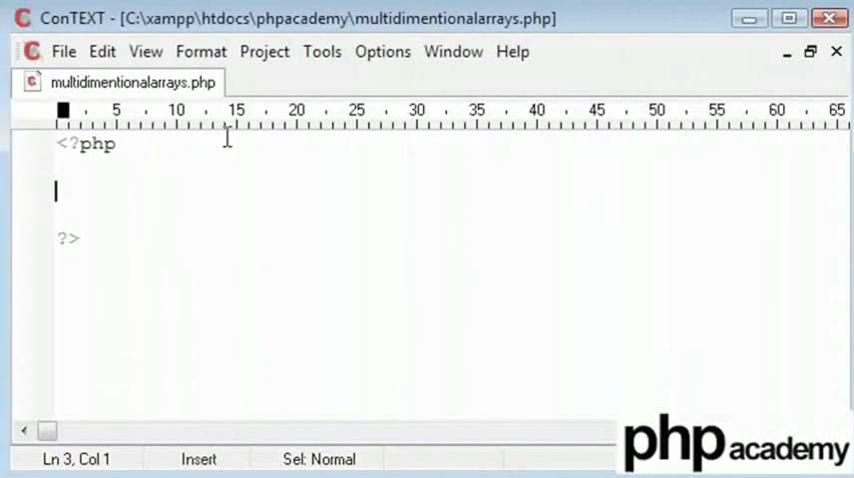 ConTEXT - [C:\xampp\htdocs\phpacademy\multidimentionalarrays.php]
File Edit View Format Project Tools Options Window Help
multidimentionalarrays.php
5 10 15 20 25 30 35 40 45 50 55 60 65
<?php
?>
Ln 3, Col 1 Insert Sel: Normal
php academy